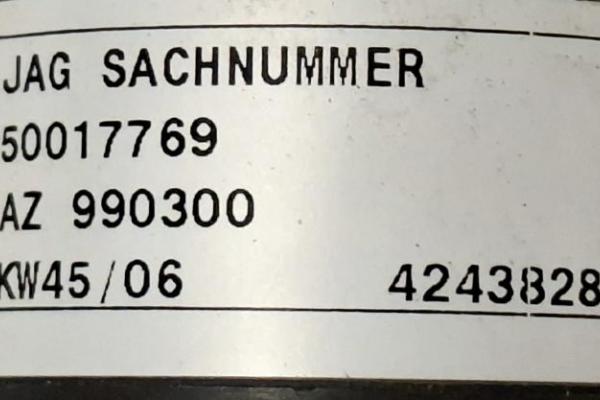 JAG SACHNUMMER
50017769
AZ 990300
KW45/06 4243828